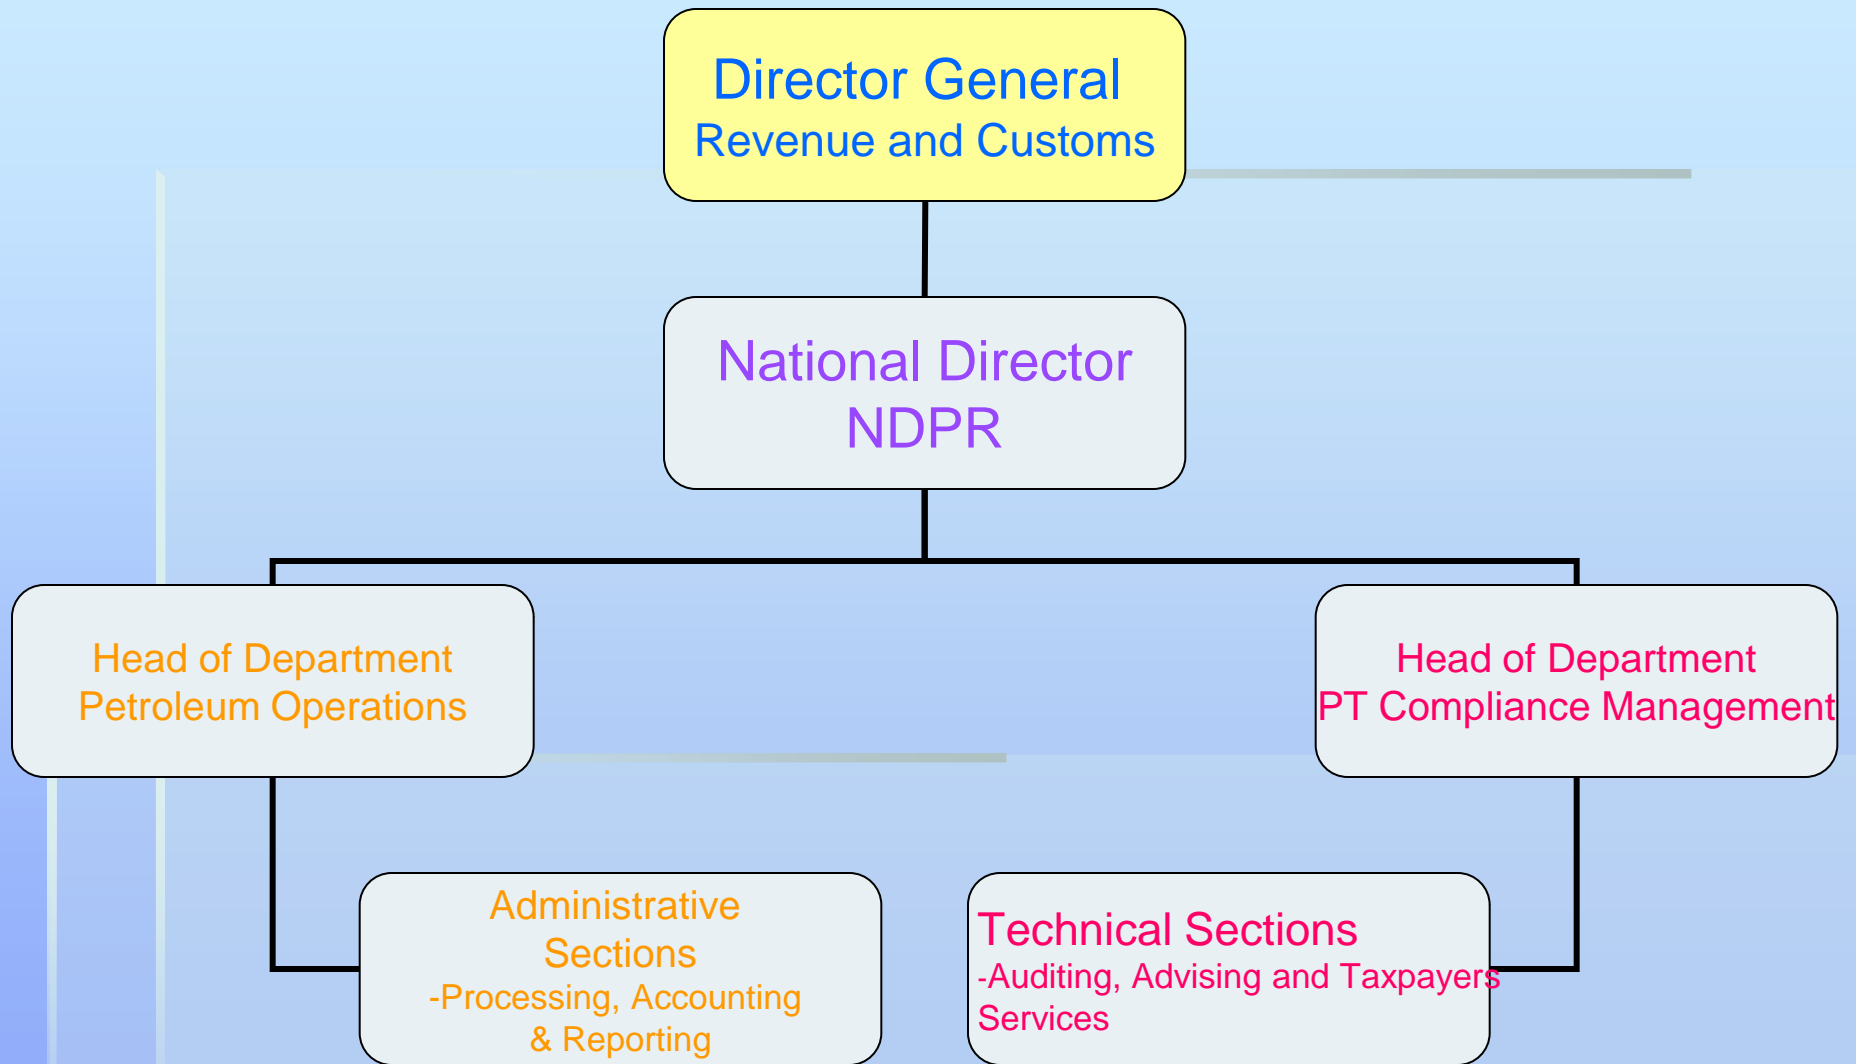 Director General
Revenue and Customs
National Director
NDPR
Head of Department
Petroleum Operations
Head of Department
PT Compliance Management
Administrative
Sections
-Processing, Accounting
& Reporting
Technical Sections
-Auditing, Advising and Taxpayers
Services